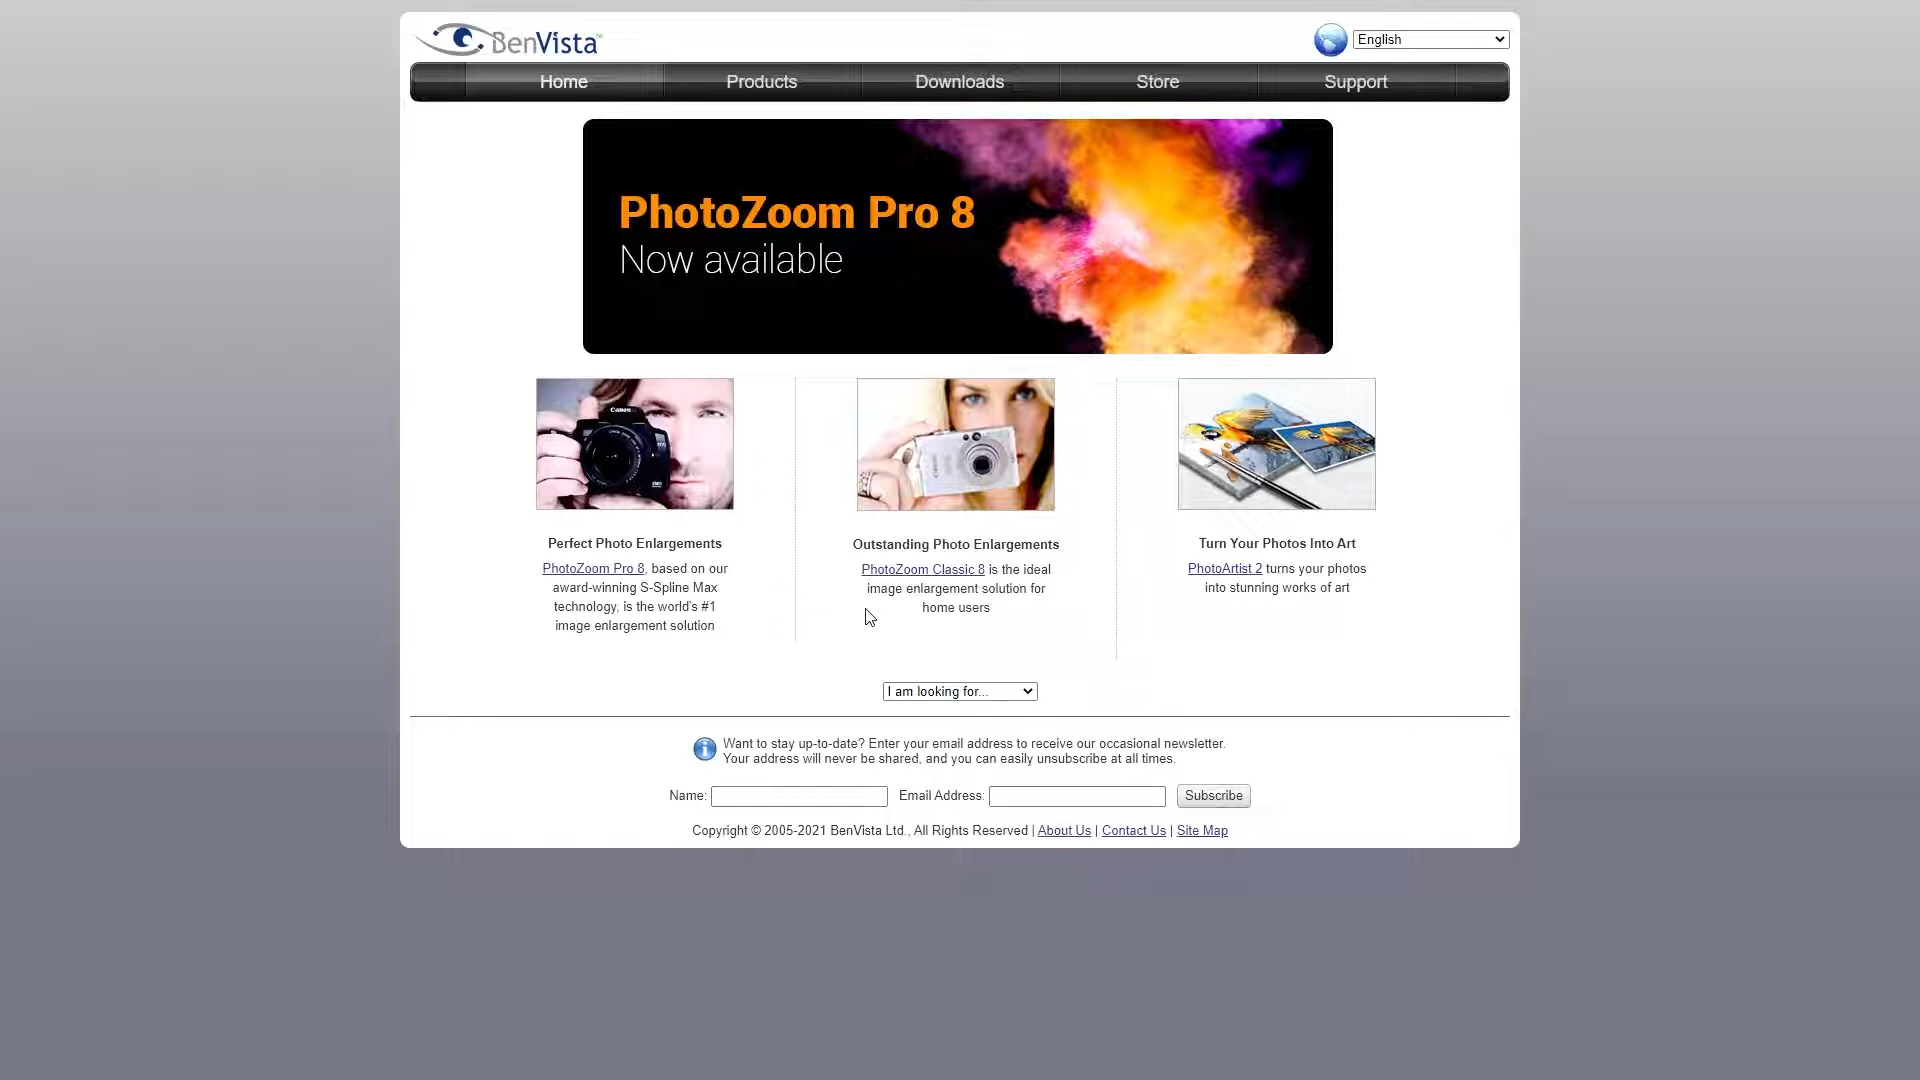 BenVista™
English
Home
Products
Downloads
Store
Support
PhotoZoom Pro 8
Now available
Canon
Perfect Photo Enlargements
PhotoZoom Pro 8, based on our
award-winning S-Spline Max
technology, is the world's #1
image enlargement solution
Outstanding Photo Enlargements
PhotoZoom Classic 8 is the ideal
image enlargement solution for
home users
Turn Your Photos Into Art
PhotoArtist 2 turns your photos
into stunning works of art
I am looking for...
Want to stay up-to-date? Enter your email address to receive our occasional newsletter.
Your address will never be shared, and you can easily unsubscribe at all times.
Name:
Email Address:
Subscribe
Copyright © 2005-2021 BenVista Ltd., All Rights Reserved | About Us | Contact Us | Site Map